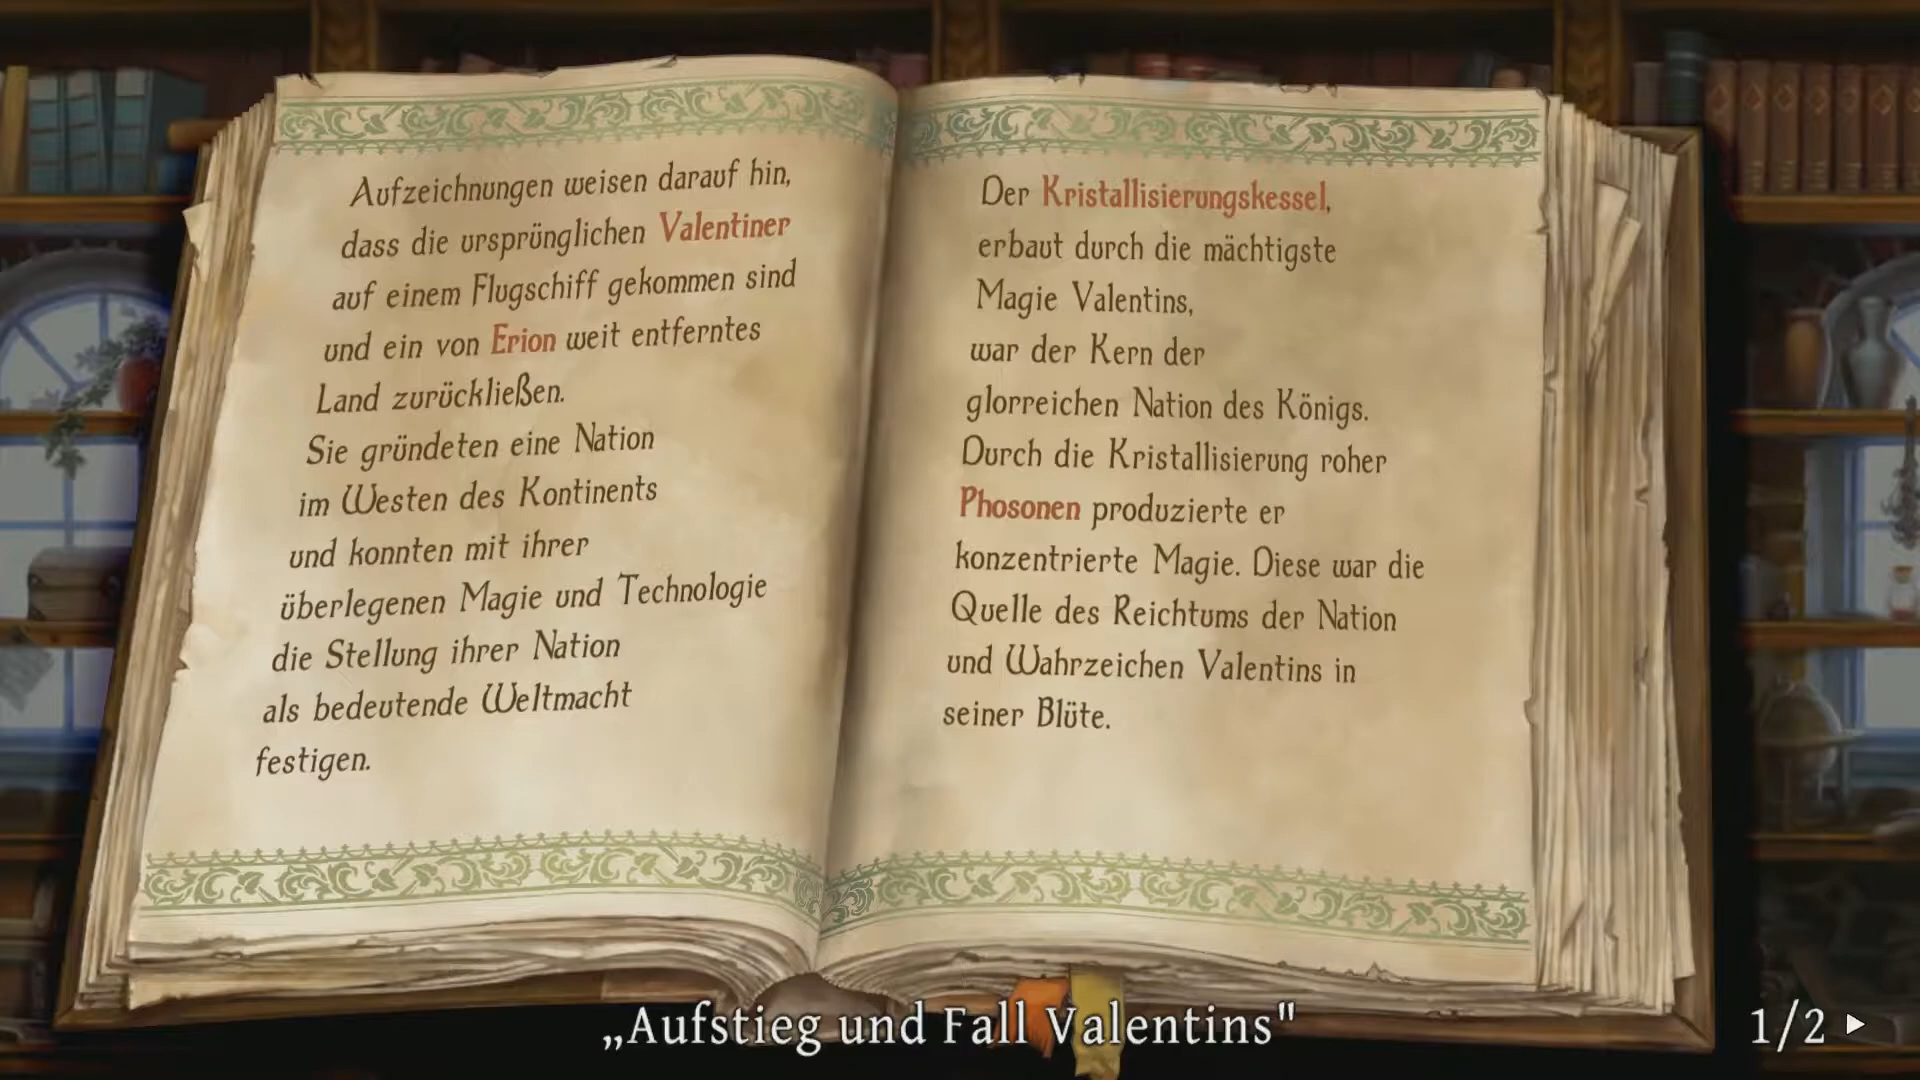 Aufzeichnungen weisen darauf hin,
dass die ursprünglichen Valentiner
auf einem Flugschiff gekommen sind
und ein von Erion weit entferntes
Land zurückließen.
Sie gründeten eine Nation
im Westen des Kontinents
und konnten mit ihrer
überlegenen Magie und Technologie
die Stellung ihrer Nation
als bedeutende Weltmacht
festigen.
Der Kristallisierungskessel,
erbaut durch die mächtigste
Magie Valentins,
war der Kern der
glorreichen Nation des Königs.
Durch die Kristallisierung roher
Phosonen produzierte er
konzentrierte Magie. Diese war die
Quelle des Reichtums der Nation
und Wahrzeichen Valentins in
seiner Blüte.
„Aufstieg und Fall Valentins"
1/2